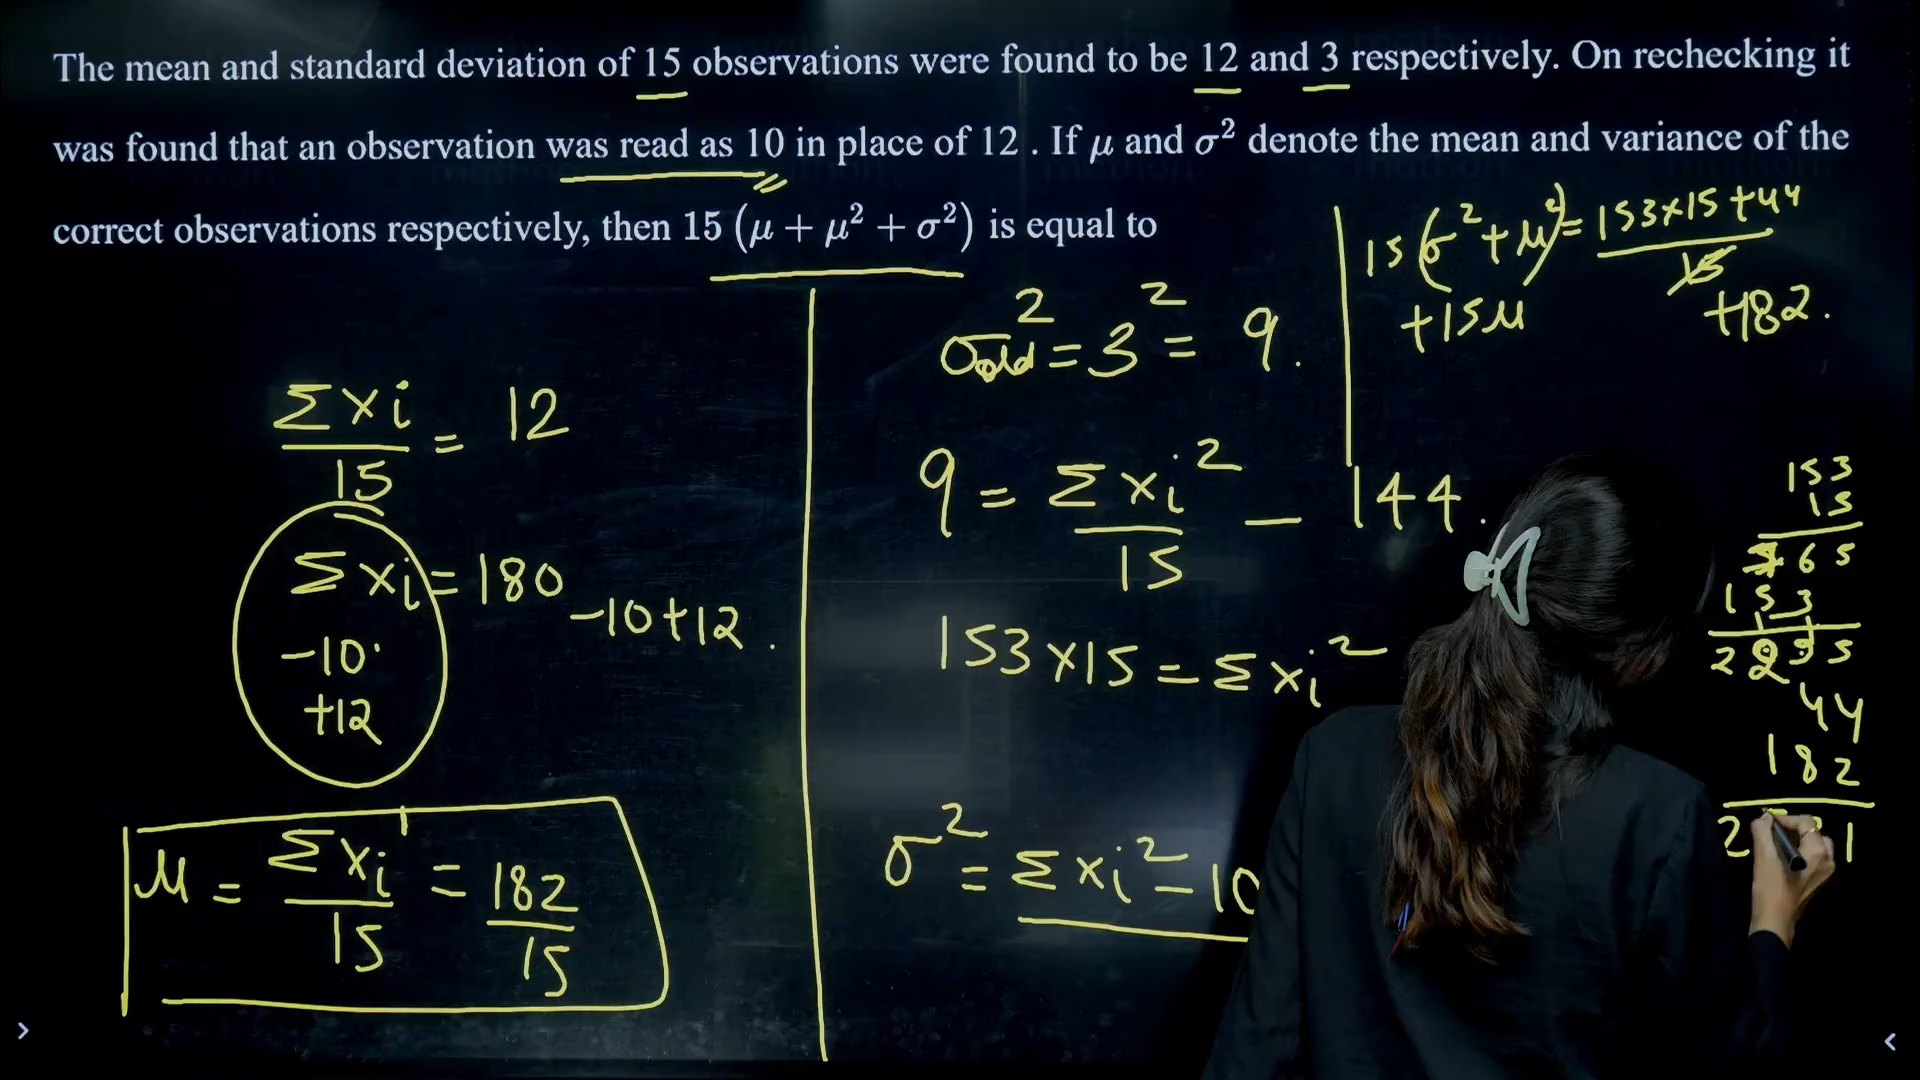 The mean and standard deviation of 15 observations were found to be 12 and 3 respectively. On rechecking it
was found that an observation was read as 10 in place of 12 . If μ and σ² denote the mean and variance of the
correct observations respectively, then 15 (μ + μ² + σ²) is equal to
Σxi/15 = 12
Σxi = 180 -10+12.
-10
+12
μ = Σxi/15 = 182/15
σ²old = 3² = 9.
9 = Σxi²/15 - 144.
153×15 = Σxi²
σ² = Σxi² - 10
15(σ²+μ²) = 153×15+44/15
+15μ +182.
153
15
765
153
2295
44
182